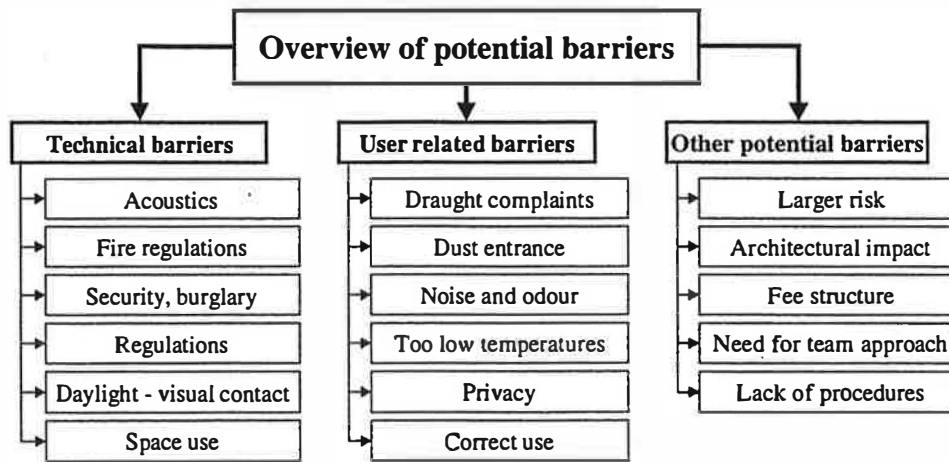 Overview of potential barriers
Technical barriers
Acoustics
Fire regulations
Security, burglary
Regulations
Daylight - visual contact
Space use
User related barriers
Draught complaints
Dust entrance
Noise and odour
Too low temperatures
Privacy
Correct use
Other potential barriers
Larger risk
Architectural impact
Fee structure
Need for team approach
Lack of procedures